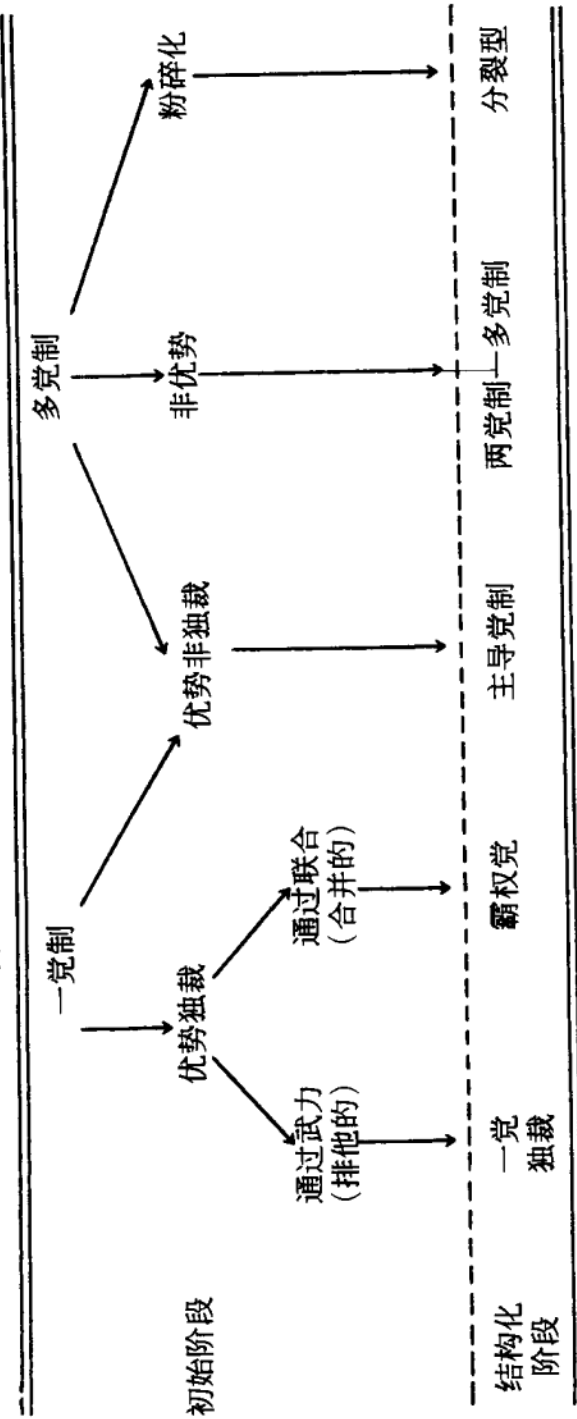 一党制
多党制
初始阶段
优势独裁
优势非独裁
非优势
粉碎化
通过武力
(排他的)
通过联合
(合并的)
结构化
阶段
一党
独裁
霸权党
主导党制
两党制—多党制
分裂型